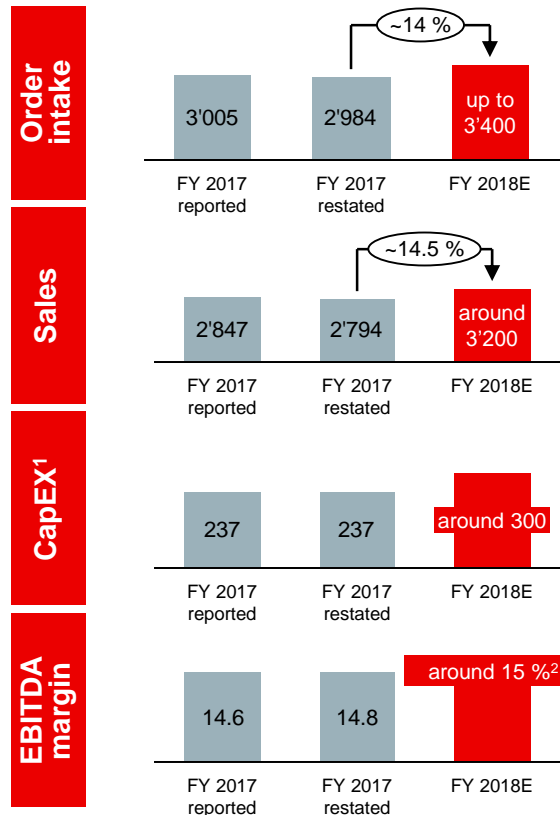 Order
intake
~14 %
3'005
2'984
up to
3'400
FY 2017
reported
FY 2017
restated
FY 2018E
Sales
~14.5 %
2'847
2'794
around
3'200
FY 2017
reported
FY 2017
restated
FY 2018E
CapEX¹
237
237
around 300
FY 2017
reported
FY 2017
restated
FY 2018E
EBITDA
margin
14.6
14.8
around 15 %²
FY 2017
reported
FY 2017
restated
FY 2018E